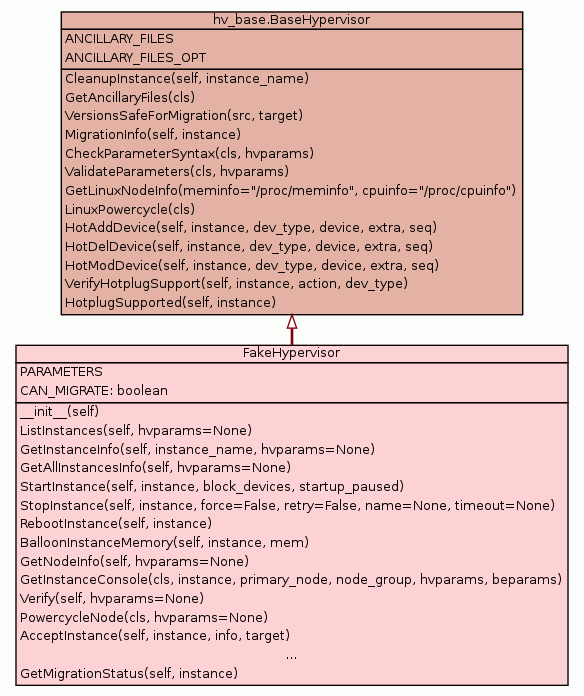 hv_base.BaseHypervisor
ANCILLARY_FILES
ANCILLARY_FILES_OPT
CleanupInstance(self, instance_name)
GetAncillaryFiles(cls)
VersionsSafeForMigration(src, target)
MigrationInfo(self, instance)
CheckParameterSyntax(cls, hvparams)
ValidateParameters(cls, hvparams)
GetLinuxNodeInfo(meminfo="/proc/meminfo", cpuinfo="/proc/cpuinfo")
LinuxPowercycle(cls)
HotAddDevice(self, instance, dev_type, device, extra, seq)
HotDelDevice(self, instance, dev_type, device, extra, seq)
HotModDevice(self, instance, dev_type, device, extra, seq)
VerifyHotplugSupport(self, instance, action, dev_type)
HotplugSupported(self, instance)
FakeHypervisor
PARAMETERS
CAN_MIGRATE: boolean
__init__(self)
ListInstances(self, hvparams=None)
GetInstanceInfo(self, instance_name, hvparams=None)
GetAllInstancesInfo(self, hvparams=None)
StartInstance(self, instance, block_devices, startup_paused)
StopInstance(self, instance, force=False, retry=False, name=None, timeout=None)
RebootInstance(self, instance)
BalloonInstanceMemory(self, instance, mem)
GetNodeInfo(self, hvparams=None)
GetInstanceConsole(cls, instance, primary_node, node_group, hvparams, beparams)
Verify(self, hvparams=None)
PowercycleNode(cls, hvparams=None)
AcceptInstance(self, instance, info, target)
...
GetMigrationStatus(self, instance)